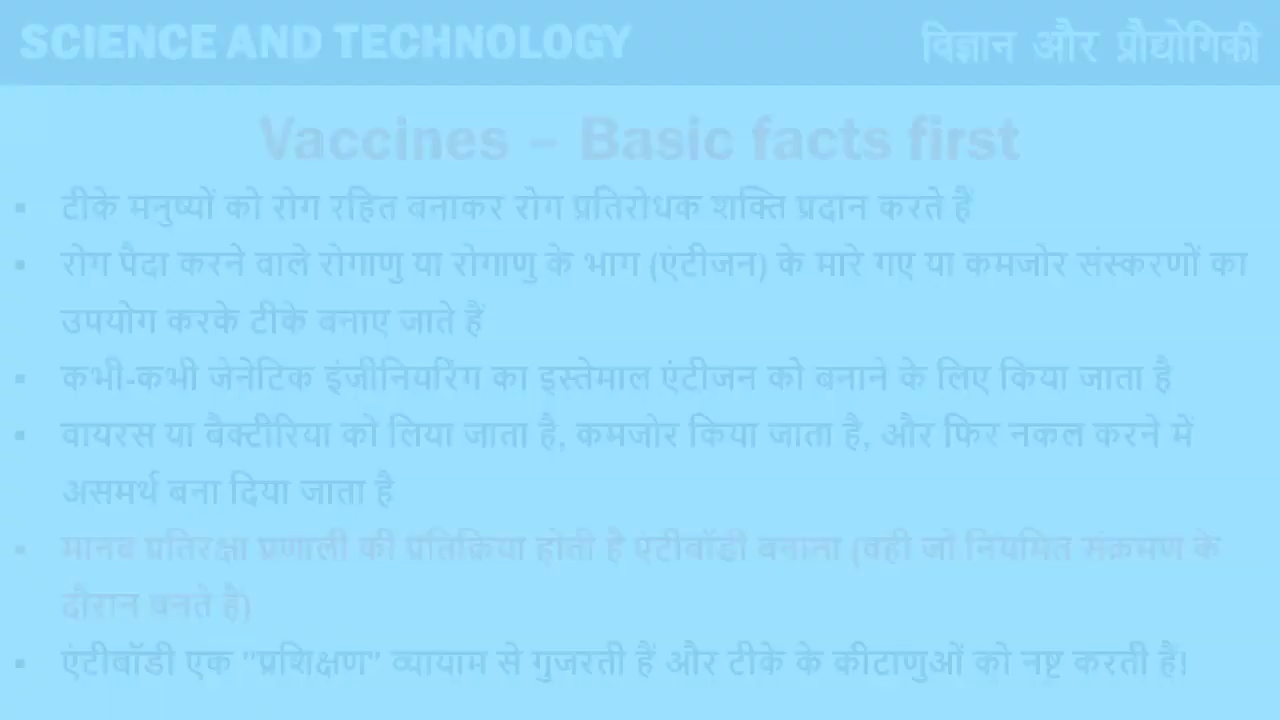 SCIENCE AND TECHNOLOGY
विज्ञान और प्रौद्योगिकी
Vaccines – Basic facts first
▪ टीके मनुष्यों को रोग रहित बनाकर रोग प्रतिरोधक शक्ति प्रदान करते हैं
▪ रोग पैदा करने वाले रोगाणु या रोगाणु के भाग (एंटीजन) के मारे गए या कमजोर संस्करणों का
उपयोग करके टीके बनाए जाते हैं
▪ कभी-कभी जेनेटिक इंजीनियरिंग का इस्तेमाल एंटीजन को बनाने के लिए किया जाता है
▪ वायरस या बैक्टीरिया को लिया जाता है, कमजोर किया जाता है, और फिर नकल करने में
असमर्थ बना दिया जाता है
▪ मानव प्रतिरक्षा प्रणाली की प्रतिक्रिया होती है एंटीबॉडी बनाना (वही जो नियमित संक्रमण के
दौरान बनते है)
▪ एंटीबॉडी एक "प्रशिक्षण" व्यायाम से गुजरती हैं और टीके के कीटाणुओं को नष्ट करती हैं!